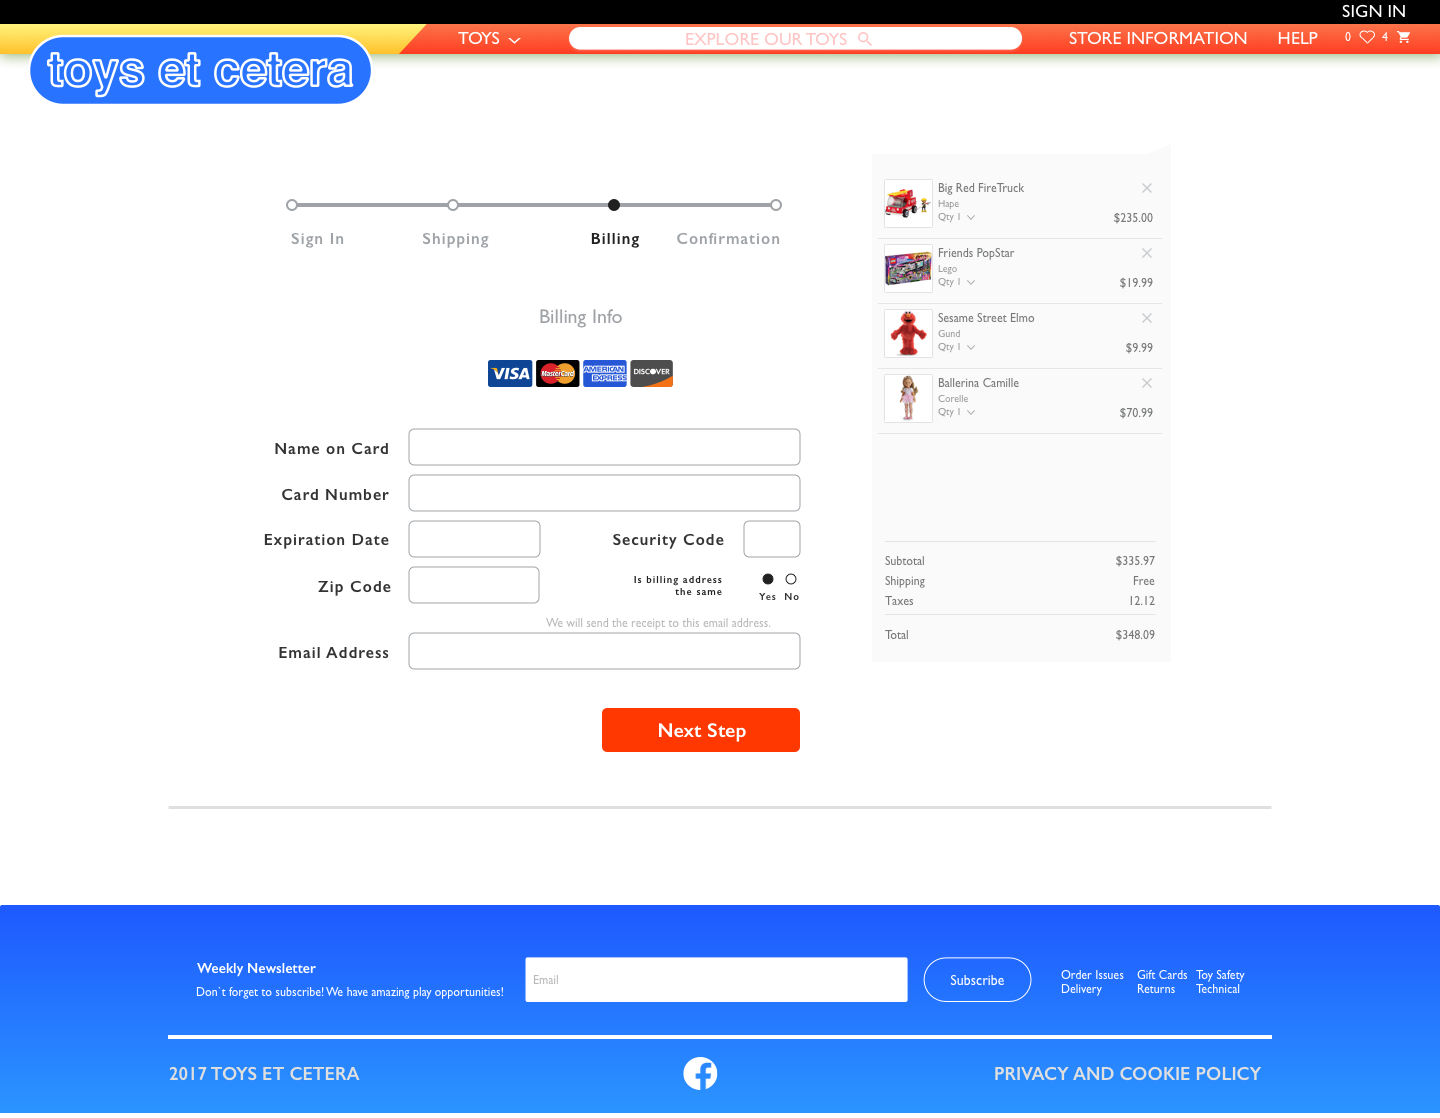 SIGN IN
TOYS
EXPLORE OUR TOYS
STORE INFORMATION
HELP
0
4
toys et cetera
Sign In
Shipping
Billing
Confirmation
Billing Info
VISA
MasterCard
AMERICAN
EXPRESS
DISCOVER
Name on Card
Card Number
Expiration Date
Security Code
Zip Code
Is billing address
the same
Yes No
We will send the receipt to this email address.
Email Address
Next Step
Big Red FireTruck
Hape
Qty 1
$235.00
Friends PopStar
Lego
Qty 1
$19.99
Sesame Street Elmo
Gund
Qty 1
$9.99
Ballerina Camille
Corelle
Qty 1
$70.99
Subtotal $335.97
Shipping Free
Taxes 12.12
Total $348.09
Weekly Newsletter
Don`t forget to subscribe! We have amazing play opportunities!
Email
Subscribe
Order Issues Gift Cards Toy Safety
Delivery Returns Technical
2017 TOYS ET CETERA
PRIVACY AND COOKIE POLICY